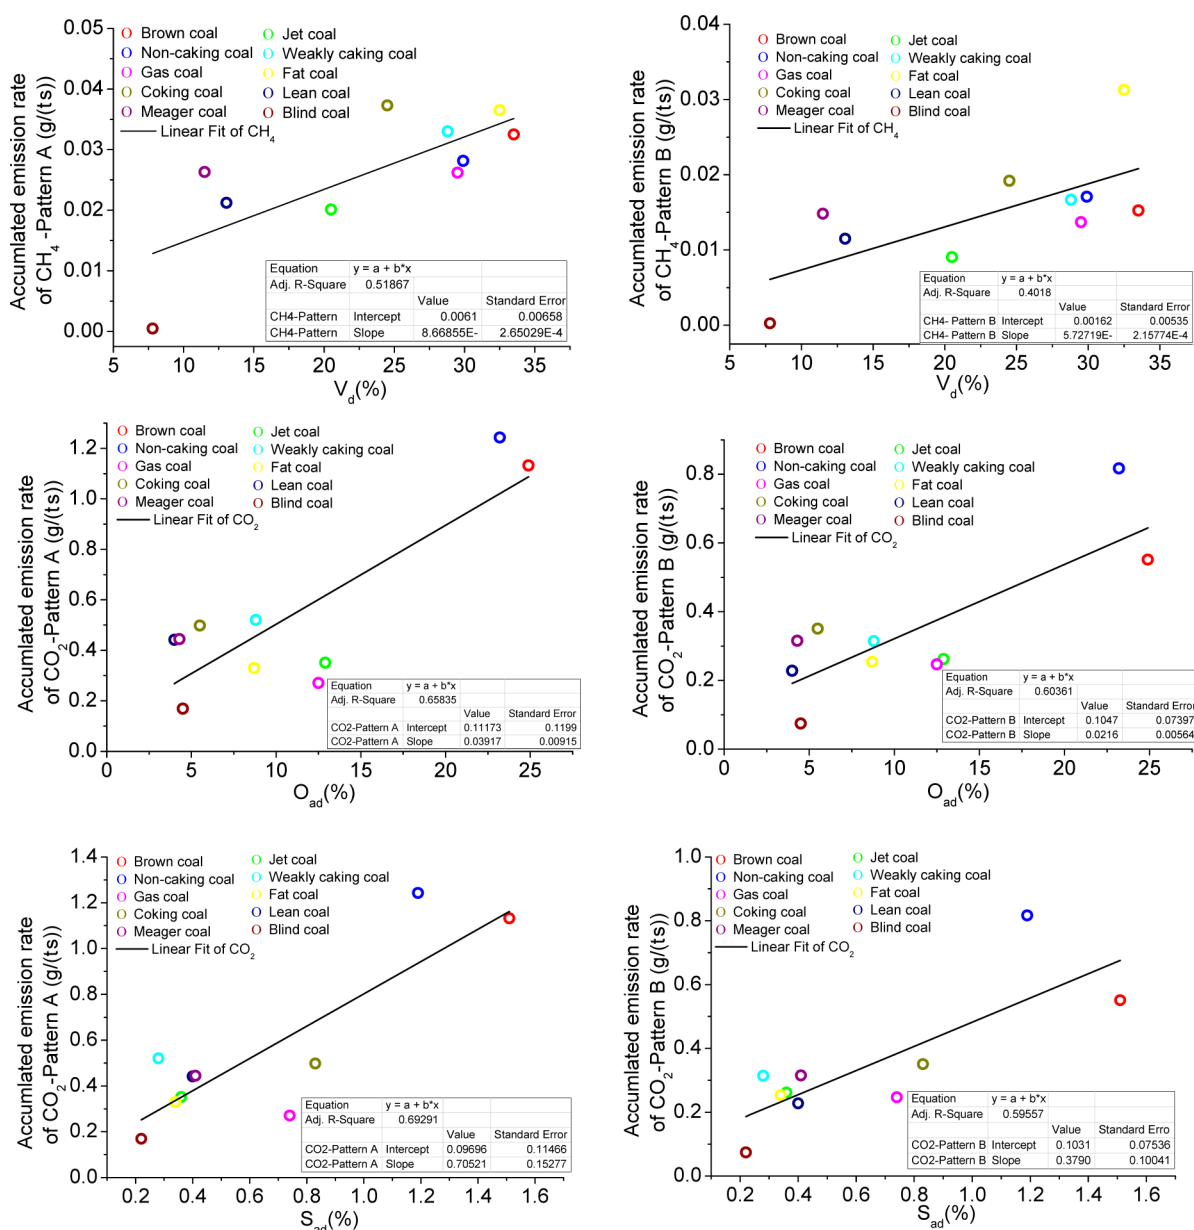 Accumlated emission rate
of CH4 -Pattern A (g/(ts))
0.05
0.04
0.03
0.02
0.01
0.00
O Brown coal
O Non-caking coal
O Gas coal
O Coking coal
O Meager coal
O Jet coal
O Weakly caking coal
O Fat coal
O Lean coal
O Blind coal
Linear Fit of CH4
Equation y = a + b*x
Adj. R-Square 0.51867
Value Standard Error
CH4-Pattern Intercept 0.0061 0.00658
CH4-Pattern Slope 8.66855E- 2.65029E-4
5 10 15 20 25 30 35
Vd(%)
Accumlated emission rate
of CH4-Pattern B (g/(ts))
0.04
0.03
0.02
0.01
0.00
O Brown coal
O Non-caking coal
O Gas coal
O Coking coal
O Meager coal
O Jet coal
O Weakly caking coal
O Fat coal
O Lean coal
O Blind coal
Linear Fit of CH4
Equation y = a + b*x
Adj. R-Square 0.4018
Value Standard Error
CH4- Pattern B Intercept 0.00162 0.00535
CH4- Pattern B Slope 5.72719E- 2.15774E-4
5 10 15 20 25 30 35
Vd(%)
Accumlated emission rate
of CO2-Pattern A (g/(ts))
1.2
1.0
0.8
0.6
0.4
0.2
0.0
O Brown coal
O Non-caking coal
O Gas coal
O Coking coal
O Meager coal
O Jet coal
O Weakly caking coal
O Fat coal
O Lean coal
O Blind coal
Linear Fit of CO2
Equation y = a + b*x
Adj. R-Square 0.65835
Value Standard Error
CO2-Pattern A Intercept 0.11173 0.1199
CO2-Pattern A Slope 0.03917 0.00915
0 5 10 15 20 25
Oad(%)
Accumlated emission rate
of CO2-Pattern B (g/(ts))
0.8
0.6
0.4
0.2
0.0
O Brown coal
O Non-caking coal
O Gas coal
O Coking coal
O Meager coal
O Jet coal
O Weakly caking coal
O Fat coal
O Lean coal
O Blind coal
Linear Fit of CO2
Equation y = a + b*x
Adj. R-Square 0.60361
Value Standard Erro
CO2-Pattern B Intercept 0.1047 0.07397
CO2-Pattern B Slope 0.0216 0.00564
0 5 10 15 20 25
Oad(%)
Accumlated emission rate
of CO2-Pattern A (g/(ts))
1.4
1.2
1.0
0.8
0.6
0.4
0.2
0.0
O Brown coal
O Non-caking coal
O Gas coal
O Coking coal
O Meager coal
O Jet coal
O Weakly caking coal
O Fat coal
O Lean coal
O Blind coal
Linear Fit of CO2
Equation y = a + b*x
Adj. R-Square 0.69291
Value Standard Error
CO2-Pattern A Intercept 0.09696 0.11466
CO2-Pattern A Slope 0.70521 0.15277
0.2 0.4 0.6 0.8 1.0 1.2 1.4 1.6
Sad(%)
Accumlated emission rate
of CO2-Pattern B (g/(ts))
1.0
0.8
0.6
0.4
0.2
0.0
O Brown coal
O Non-caking coal
O Gas coal
O Coking coal
O Meager coal
O Jet coal
O Weakly caking coal
O Fat coal
O Lean coal
O Blind coal
Linear Fit of CO2
Equation y = a + b*x
Adj. R-Square 0.59557
Value Standard Erro
CO2-Pattern B Intercept 0.1031 0.07536
CO2-Pattern B Slope 0.3790 0.10041
0.2 0.4 0.6 0.8 1.0 1.2 1.4 1.6
Sad(%)